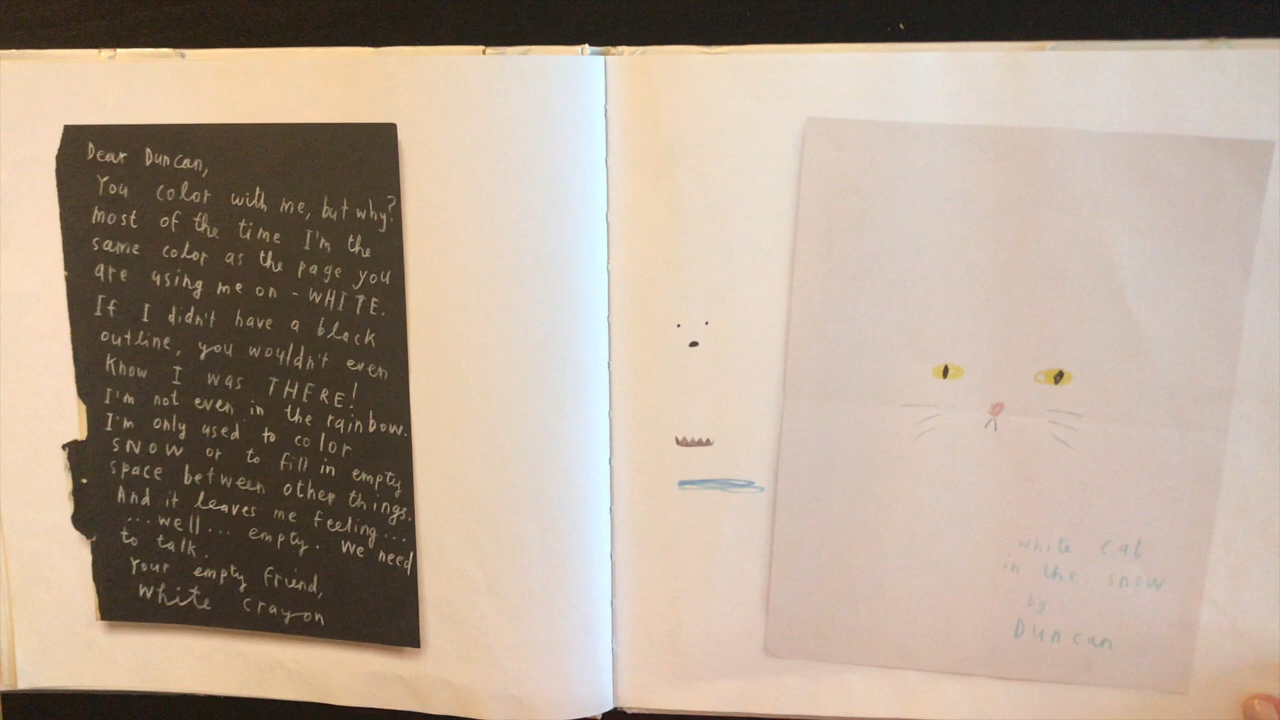 Dear Duncan,
You color with me, but why?
most of the time I'm the
same color as the page you
are using me on - WHITE.
If I didn't have a black
outline, you wouldn't even
know I was THERE!
I'm not even in the rainbow.
I'm only used to color
SNOW or to fill in empty
space between other things.
And it leaves me feeling...
...well... empty. We need
to talk.
Your empty friend,
White crayon
white cat
in the snow
by
Duncan